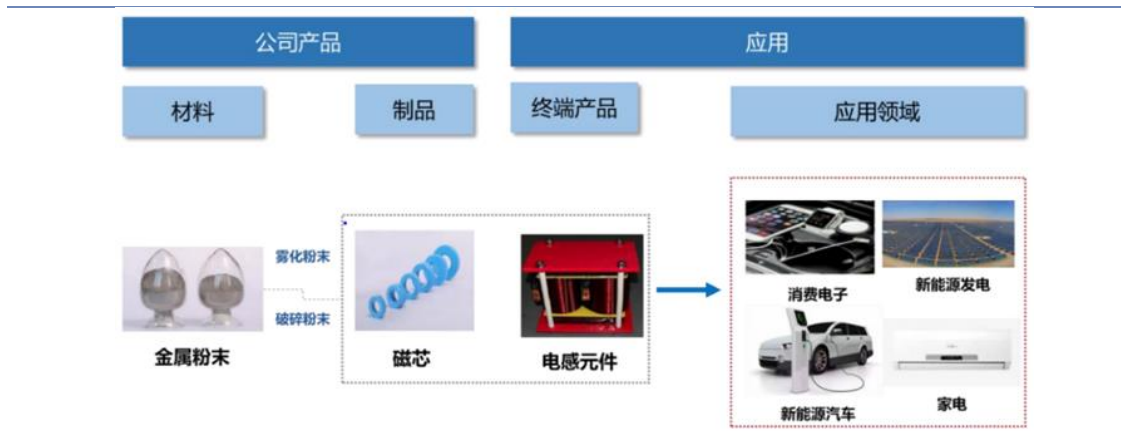 公司产品
应用
材料
制品
终端产品
应用领域
雾化粉末
破碎粉末
金属粉末
磁芯
电感元件
消费电子
新能源发电
新能源汽车
家电